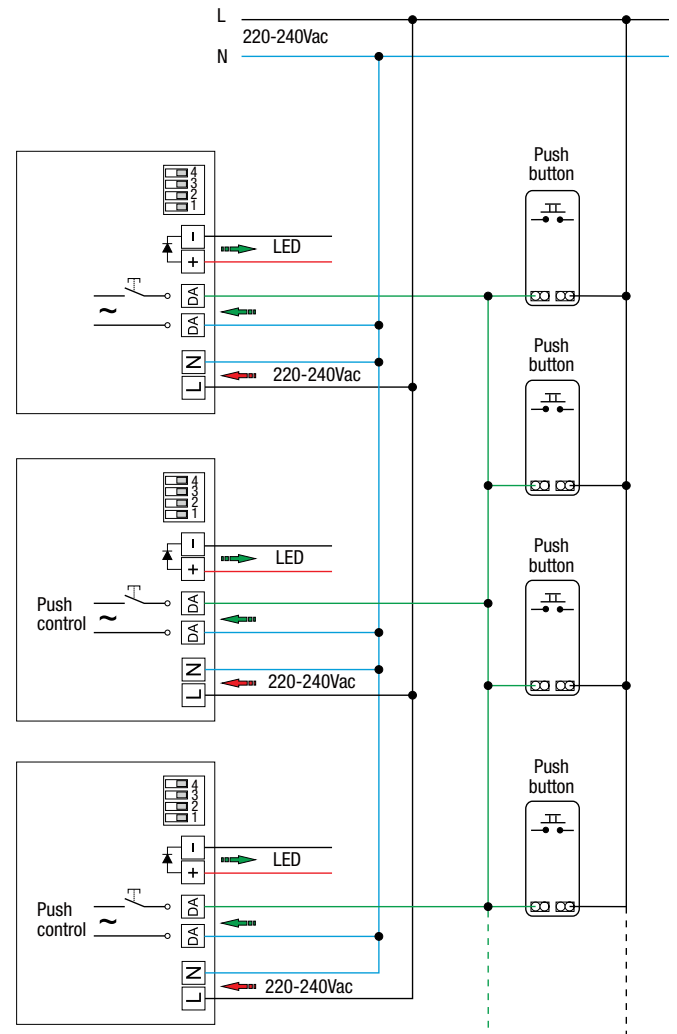 L
220-240Vac
N
4
3
2
1
–
+
LED
DA
DA
~
N
L
220-240Vac
Push
button
Push
button
4
3
2
1
–
+
LED
Push
control
~
DA
DA
N
L
220-240Vac
Push
button
4
3
2
1
–
+
LED
Push
control
~
DA
DA
N
L
220-240Vac
Push
button